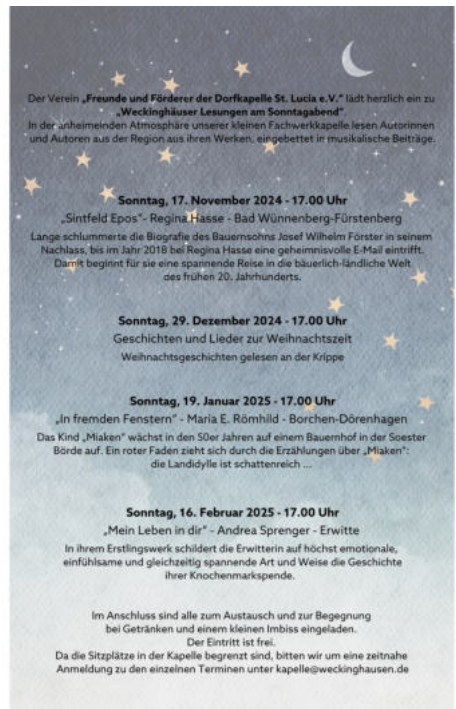 Der Verein „Freunde und Förderer der Dorfkapelle St. Lucia e.V.“ lädt herzlich ein zu
„Weckinghäuser Lesungen am Sonntagabend“.
In der anheimelnden Atmosphäre unserer kleinen Fachwerkkapelle lesen Autorinnen
und Autoren aus der Region aus ihren Werken, eingebettet in musikalische Beiträge.
Sonntag, 17. November 2024 - 17.00 Uhr
„Sintfeld Epos“- Regina Hasse - Bad Wünnenberg-Fürstenberg
Lange schlummerte die Biografie des Bauernsohns Josef Wilhelm Förster in seinem
Nachlass, bis im Jahr 2018 bei Regina Hasse eine geheimnisvolle E-Mail eintrifft.
Damit beginnt für sie eine spannende Reise in die bäuerlich-ländliche Welt
des frühen 20. Jahrhunderts.
Sonntag, 29. Dezember 2024 - 17.00 Uhr
Geschichten und Lieder zur Weihnachtszeit
Weihnachtsgeschichten gelesen an der Krippe
Sonntag, 19. Januar 2025 - 17.00 Uhr
„In fremden Fenstern“ - Maria E. Römhild - Borchen-Dörenhagen
Das Kind „Miaken“ wächst in den 50er Jahren auf einem Bauernhof in der Soester
Börde auf. Ein roter Faden zieht sich durch die Erzählungen über „Miaken“:
die Landidylle ist schattenreich ...
Sonntag, 16. Februar 2025 - 17.00 Uhr
„Mein Leben in dir“ - Andrea Sprenger - Erwitte
In ihrem Erstlingswerk schildert die Erwitterin auf höchst emotionale,
einfühlsame und gleichzeitig spannende Art und Weise die Geschichte
ihrer Knochenmarkspende.
Im Anschluss sind alle zum Austausch und zur Begegnung
bei Getränken und einem kleinen Imbiss eingeladen.
Der Eintritt ist frei.
Da die Sitzplätze in der Kapelle begrenzt sind, bitten wir um eine zeitnahe
Anmeldung zu den einzelnen Terminen unter kapelle@weckinghausen.de